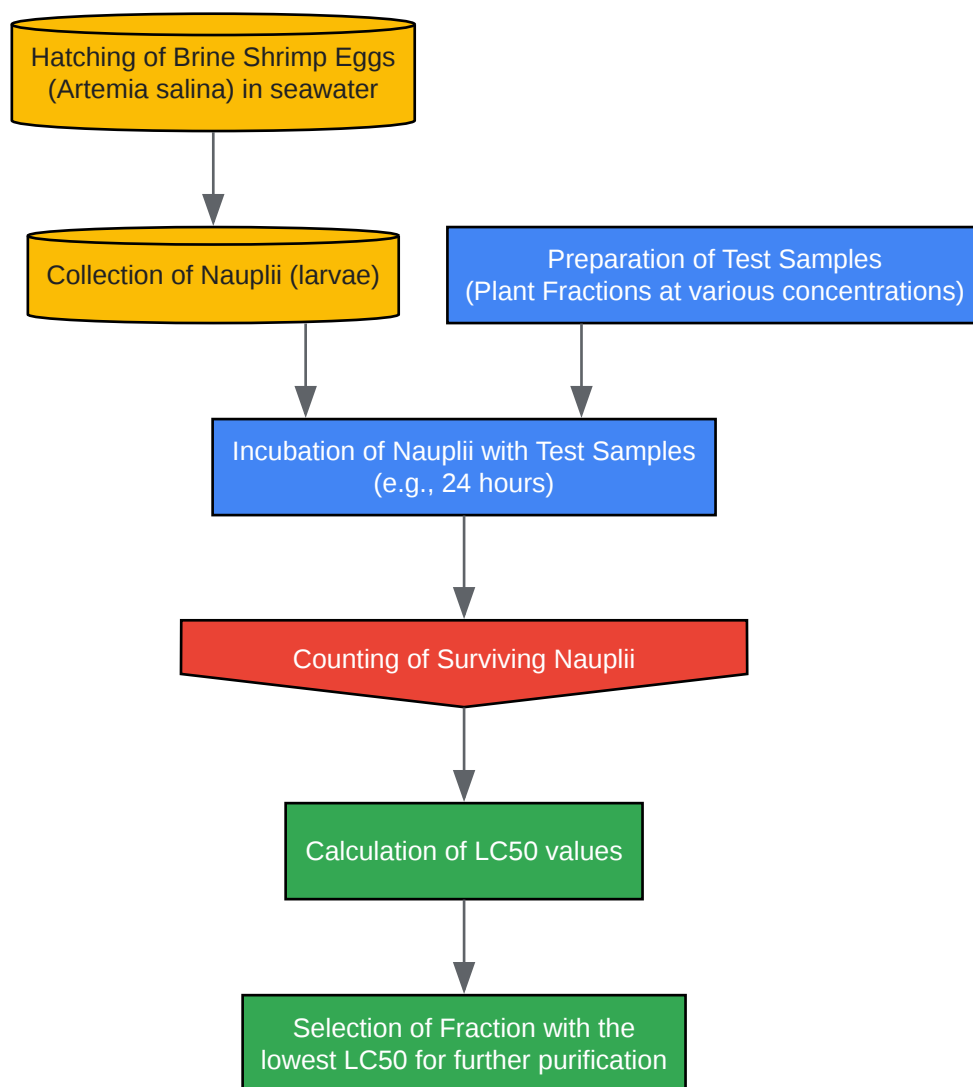 Hatching of Brine Shrimp Eggs
(Artemia salina) in seawater
Collection of Nauplii (larvae)
Preparation of Test Samples
(Plant Fractions at various concentrations)
Incubation of Nauplii with Test Samples
(e.g., 24 hours)
Counting of Surviving Nauplii
Calculation of LC50 values
Selection of Fraction with the
lowest LC50 for further purification